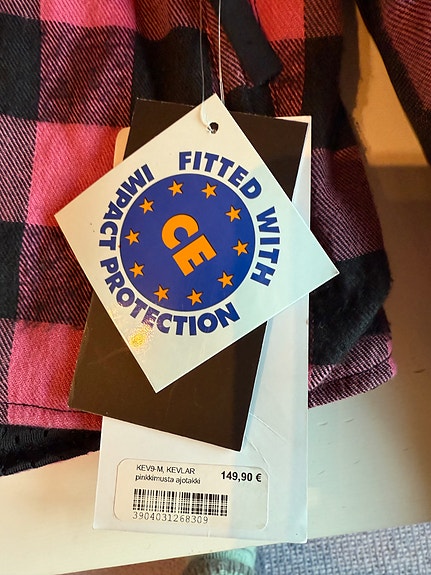 FITTED WITH
IMPACT PROTECTION
CE
KEV9-M, KEVLAR
pinkkimusta ajotakki
149,90 €
3904031268309